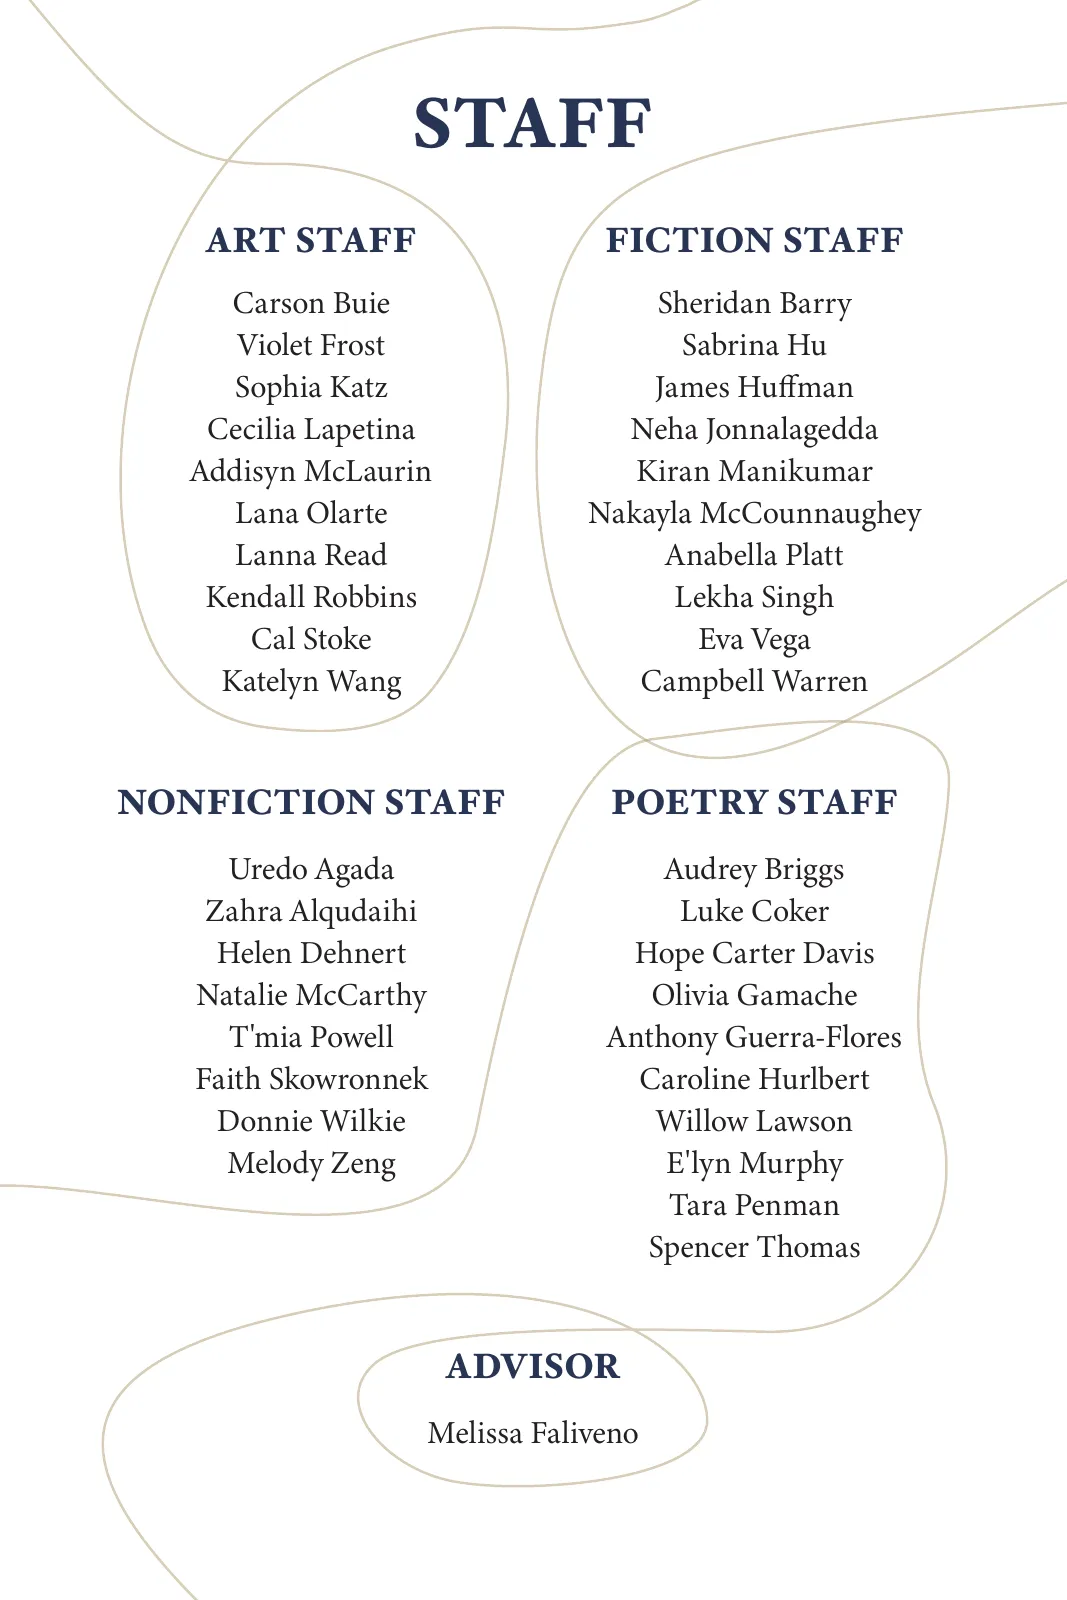 STAFF
ART STAFF
Carson Buie
Violet Frost
Sophia Katz
Cecilia Lapetina
Addisyn McLaurin
Lana Olarte
Lanna Read
Kendall Robbins
Cal Stoke
Katelyn Wang
FICTION STAFF
Sheridan Barry
Sabrina Hu
James Huffman
Neha Jonnalagedda
Kiran Manikumar
Nakayla McCounnaughey
Anabella Platt
Lekha Singh
Eva Vega
Campbell Warren
NONFICTION STAFF
Uredo Agada
Zahra Alqudaihi
Helen Dehnert
Natalie McCarthy
T'mia Powell
Faith Skowronnek
Donnie Wilkie
Melody Zeng
POETRY STAFF
Audrey Briggs
Luke Coker
Hope Carter Davis
Olivia Gamache
Anthony Guerra-Flores
Caroline Hurlbert
Willow Lawson
E'lyn Murphy
Tara Penman
Spencer Thomas
ADVISOR
Melissa Faliveno